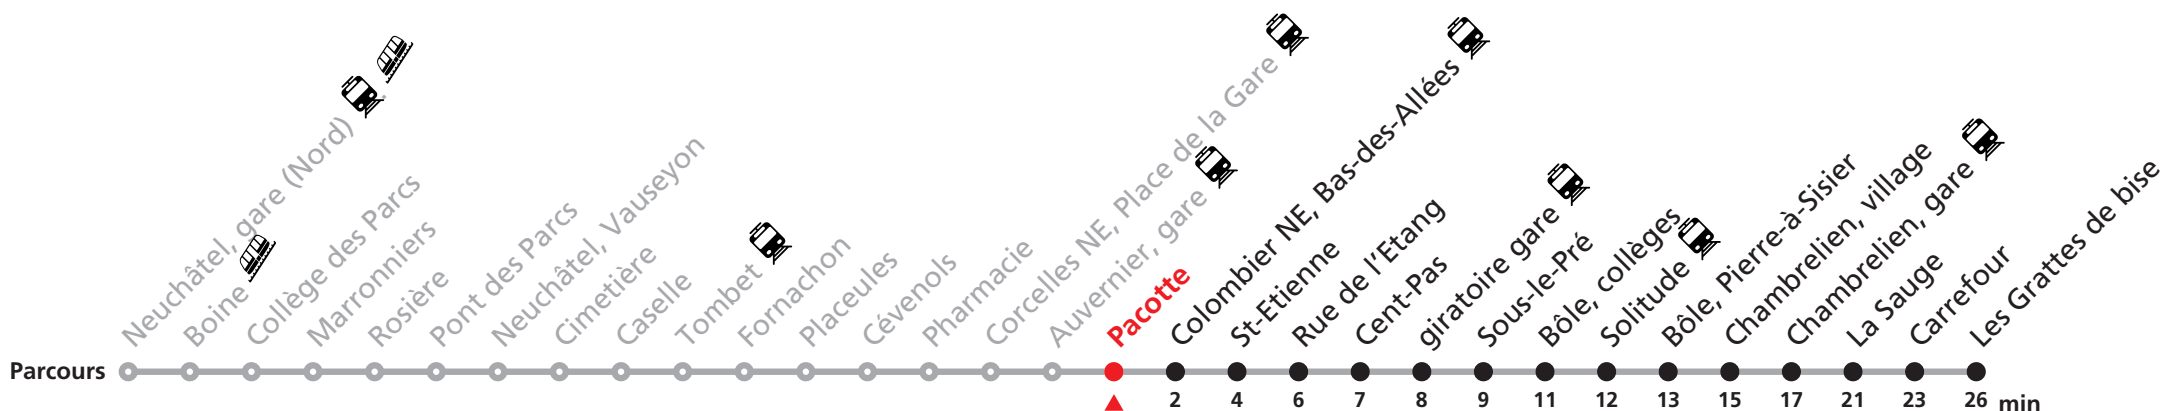 Neuchâtel, gare (Nord)
Boine
Collège des Parcs
Marronniers
Rosière
Pont des Parcs
Neuchâtel, Vauseyon
Cimetière
Caselle
Tombet
Fornachon
Placeules
Cévenols
Pharmacie
Corcelles NE, Place de la Gare
Auvernier, gare
Pacotte
Colombier NE, Bas-des-Allées
St-Etienne
Rue de l'Etang
Cent-Pas
giratoire gare
Sous-le-Pré
Bôle, collèges
Solitude
Bôle, Pierre-à-Sisier
Chambrelien, village
Chambrelien, gare
La Sauge
Carrefour
Les Grattes de bise
Parcours
2 4 6 7 8 9 11 12 13 15 17 21 23 26 min